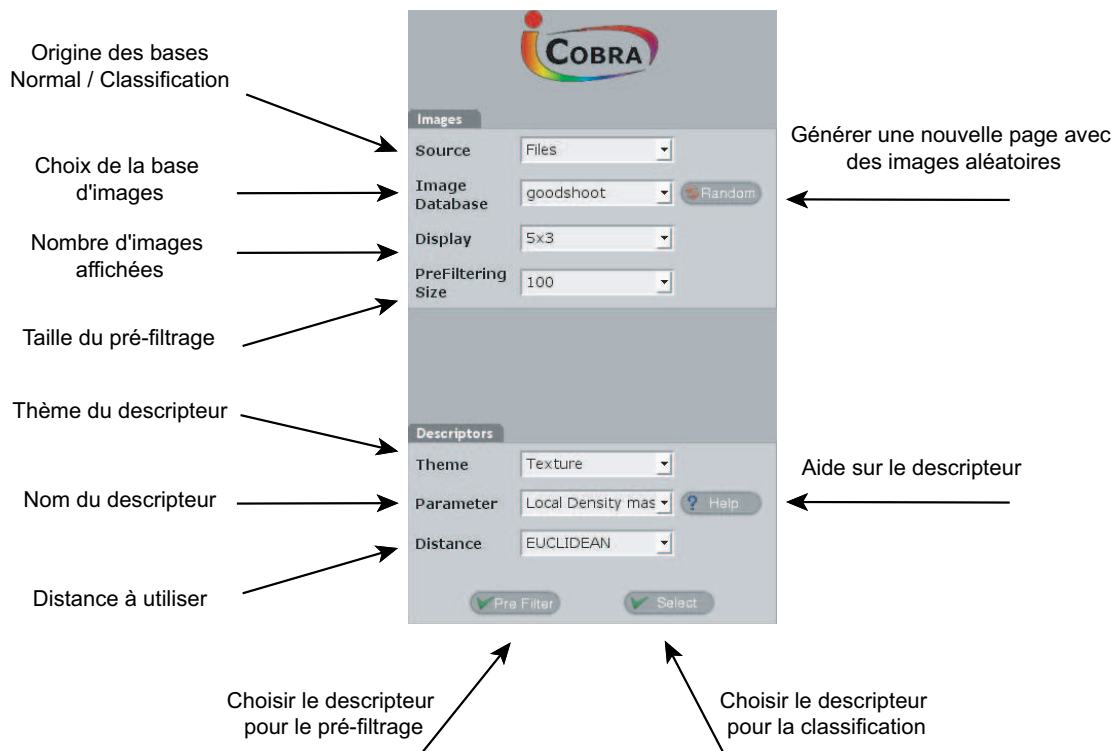 i COBRA
Origine des bases
Normal / Classification
Images
Source
Files
Générer une nouvelle page avec
des images aléatoires
Choix de la base
d'images
Image
Database
goodshoot
Random
Nombre d'images
affichées
Display
5x3
PreFiltering
Size
100
Taille du pré-filtrage
Thème du descripteur
Descriptors
Theme
Texture
Aide sur le descripteur
Nom du descripteur
Parameter
Local Density mas
? Help
Distance
EUCLIDEAN
Distance à utiliser
Pre Filter
Select
Choisir le descripteur
pour le pré-filtrage
Choisir le descripteur
pour la classification